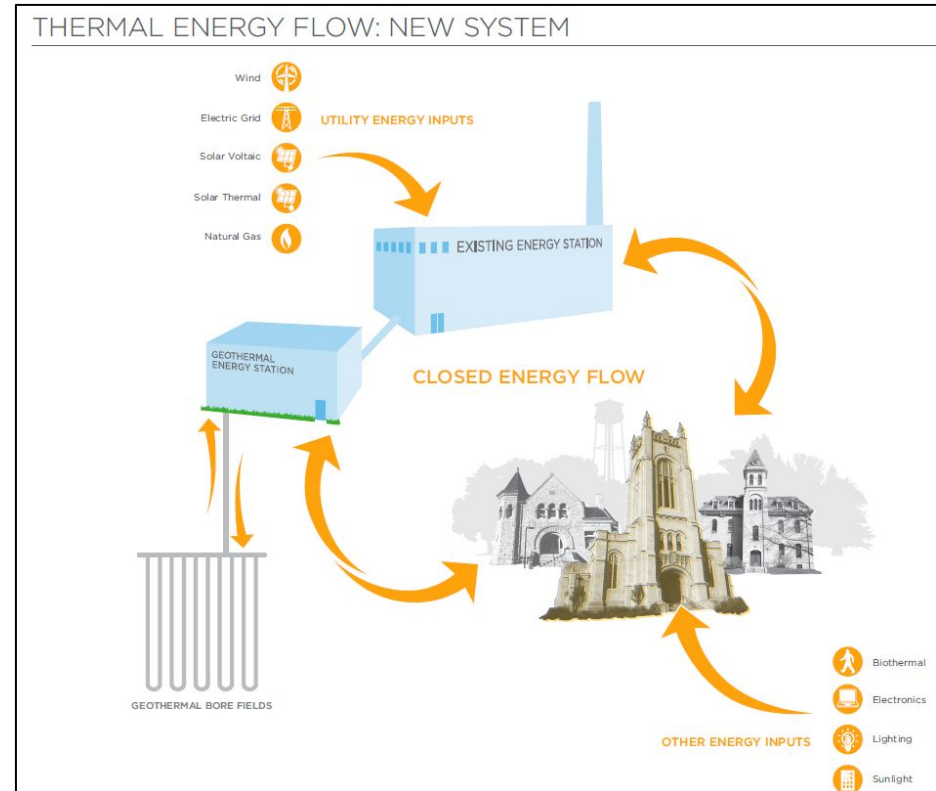 THERMAL ENERGY FLOW: NEW SYSTEM
Wind
Electric Grid
UTILITY ENERGY INPUTS
Solar Voltaic
Solar Thermal
Natural Gas
EXISTING ENERGY STATION
GEOTHERMAL
ENERGY STATION
CLOSED ENERGY FLOW
GEOTHERMAL BORE FIELDS
Biothermal
Electronics
OTHER ENERGY INPUTS
Lighting
Sunlight